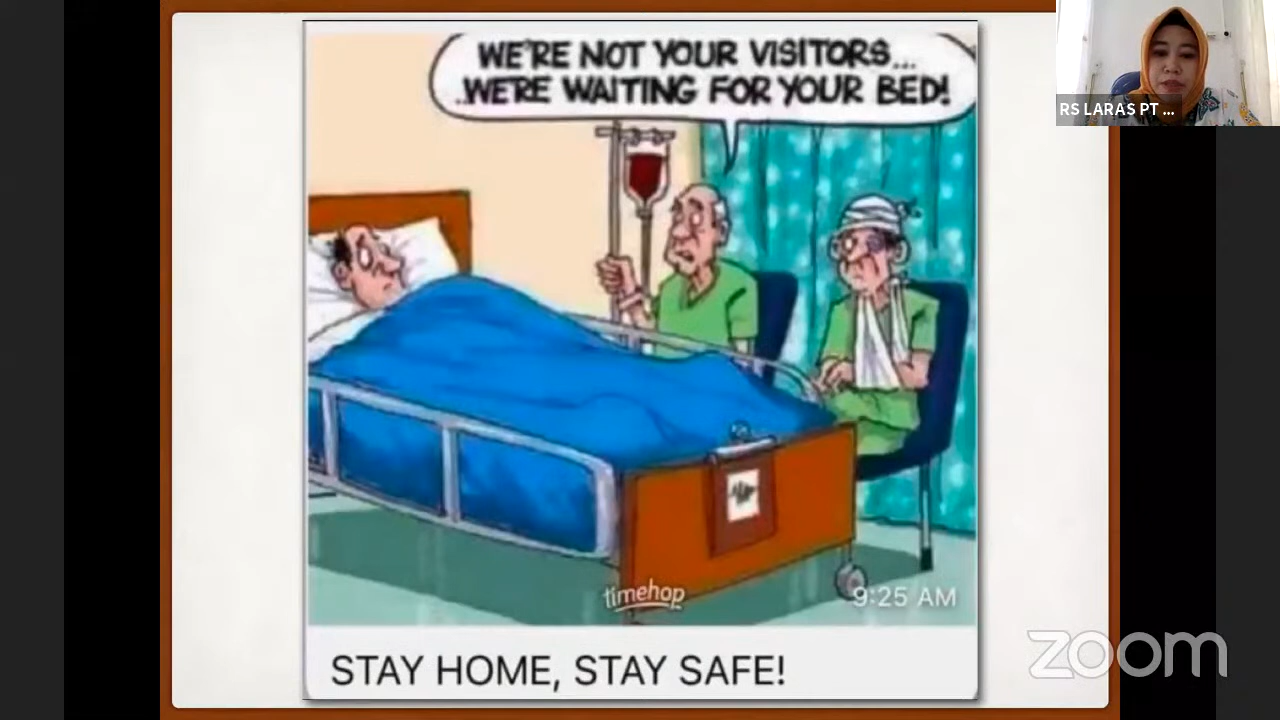 WE'RE NOT YOUR VISITORS...
..WE'RE WAITING FOR YOUR BED!
RS LARAS PT ...
timehop
9:25 AM
STAY HOME, STAY SAFE!
zoom